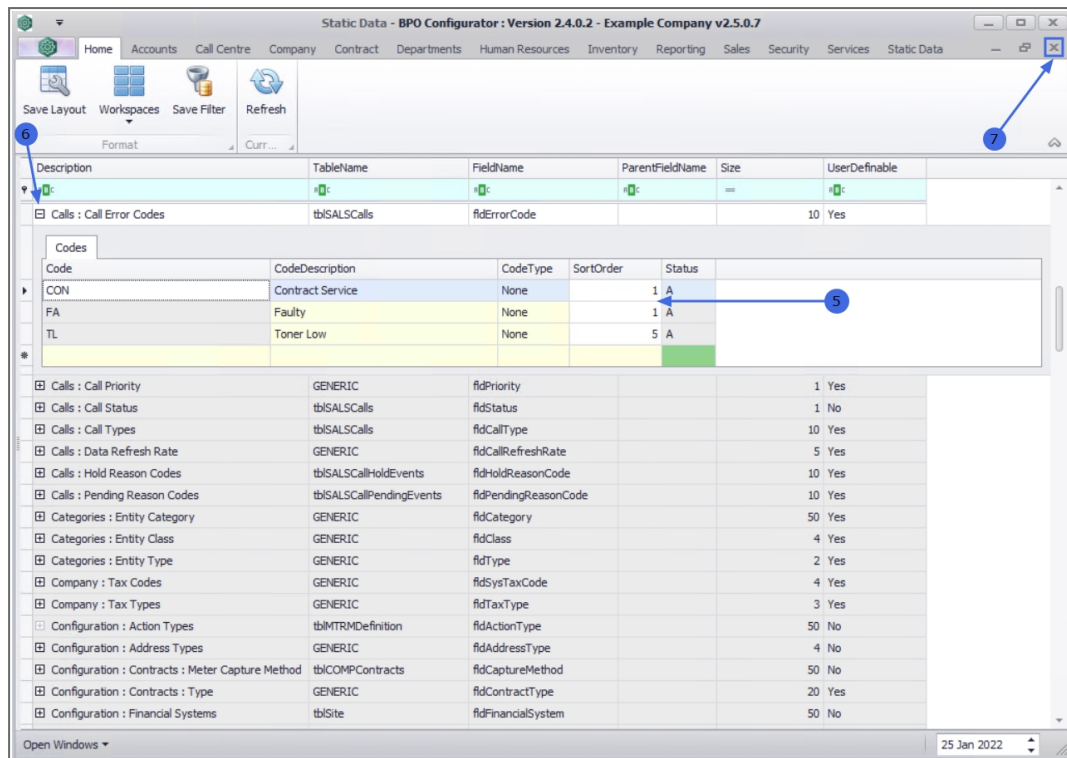 Static Data - BPO Configurator : Version 2.4.0.2 - Example Company v2.5.0.7
Home Accounts Call Centre Company Contract Departments Human Resources Inventory Reporting Sales Security Services Static Data
Save Layout Workspaces Save Filter Refresh
6 7
Format Curr...
Description TableName FieldName ParentFieldName Size UserDefinable
Calls : Call Error Codes tblSALSCalls fldErrorCode 10 Yes
Codes
Code CodeDescription CodeType SortOrder Status
CON Contract Service None 1 A
5
FA Faulty None 1 A
TL Toner Low None 5 A
Calls : Call Priority GENERIC fldPriority 1 Yes
Calls : Call Status tblSALSCalls fldStatus 1 No
Calls : Call Types tblSALSCalls fldCallType 10 Yes
Calls : Data Refresh Rate GENERIC fldCallRefreshRate 5 Yes
Calls : Hold Reason Codes tblSALSCallHoldEvents fldHoldReasonCode 10 Yes
Calls : Pending Reason Codes tblSALSCallPendingEvents fldPendingReasonCode 10 Yes
Categories : Entity Category GENERIC fldCategory 50 Yes
Categories : Entity Class GENERIC fldClass 4 Yes
Categories : Entity Type GENERIC fldType 2 Yes
Company : Tax Codes GENERIC fldSysTaxCode 4 Yes
Company : Tax Types GENERIC fldTaxType 3 Yes
Configuration : Action Types tblMTRMDefinition fldActionType 50 No
Configuration : Address Types GENERIC fldAddressType 4 No
Configuration : Contracts : Meter Capture Method tblCOMPContracts fldCaptureMethod 50 No
Configuration : Contracts : Type GENERIC fldContractType 20 Yes
Configuration : Financial Systems tblSite fldFinancialSystem 50 No
Open Windows 25 Jan 2022